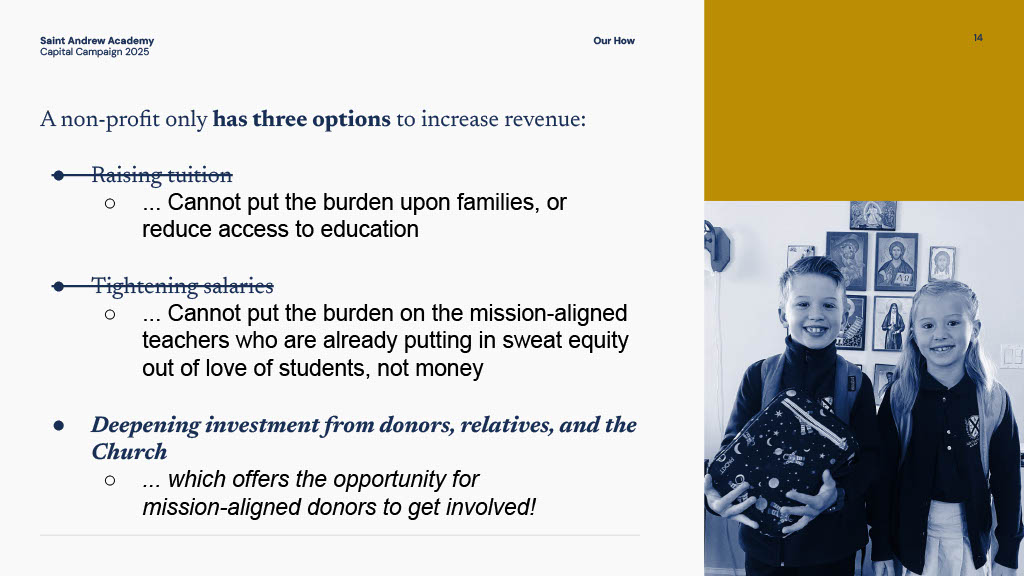 Saint Andrew Academy
Capital Campaign 2025
Our How
14
A non-profit only has three options to increase revenue:
Raising tuition
... Cannot put the burden upon families, or
reduce access to education
Tightening salaries
... Cannot put the burden on the mission-aligned
teachers who are already putting in sweat equity
out of love of students, not money
Deepening investment from donors, relatives, and the
Church
... which offers the opportunity for
mission-aligned donors to get involved!